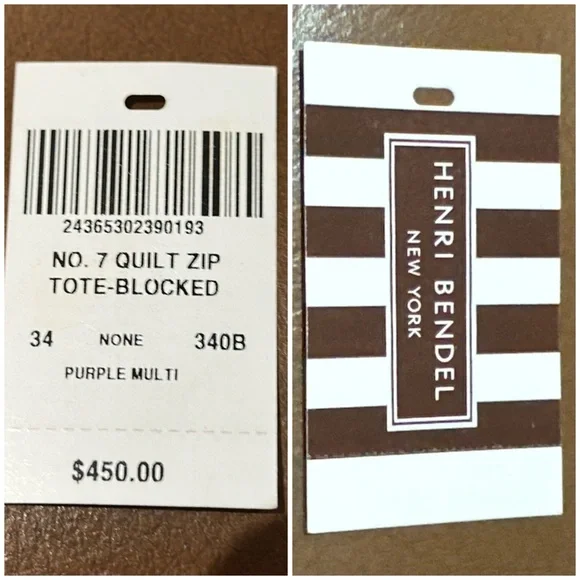 24365302390193
NO. 7 QUILT ZIP
TOTE-BLOCKED
34 NONE 340B
PURPLE MULTI
$450.00
HENRI BENDEL
NEW YORK